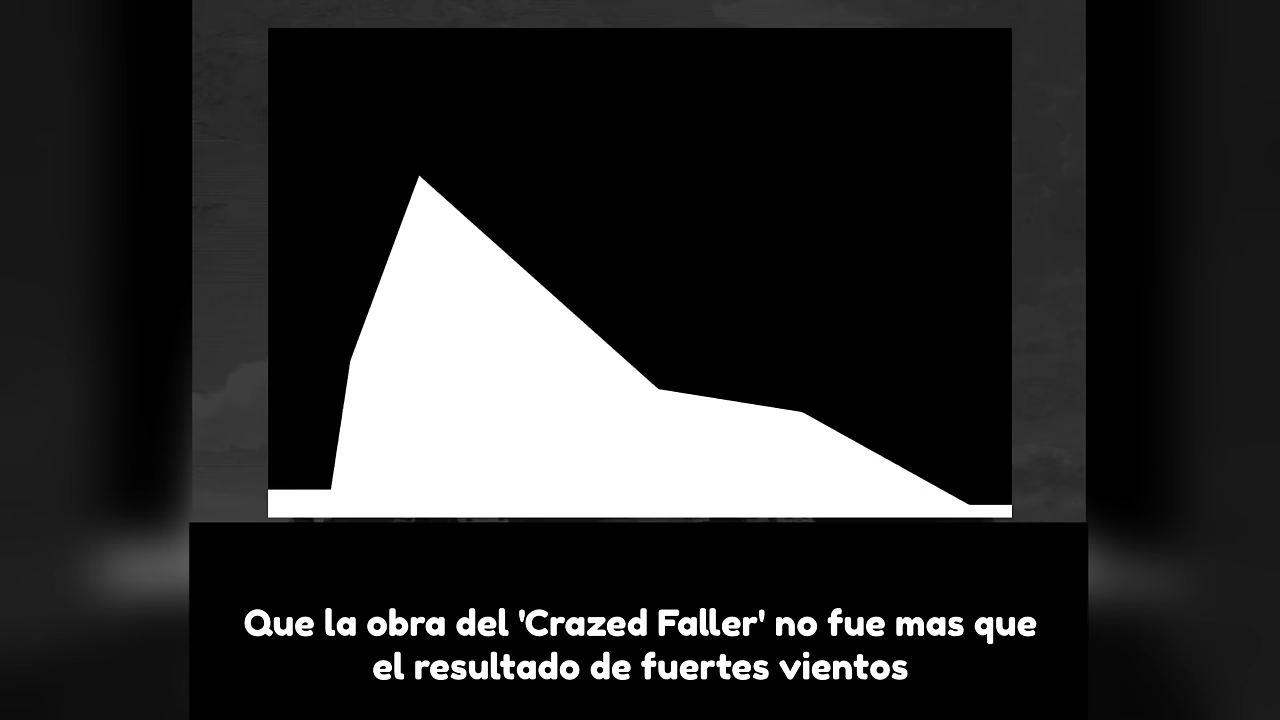 Que la obra del 'Crazed Faller' no fue mas que
el resultado de fuertes vientos